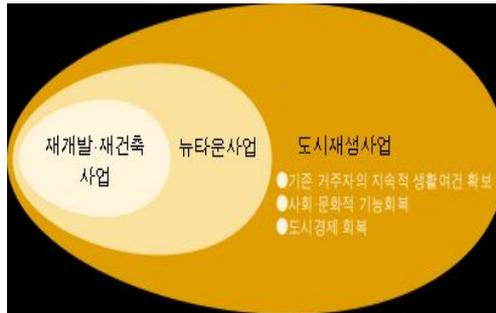 재개발·재건축
사업
뉴타운사업
도시재생사업
●기존 거주자의 지속적 생활여건 확보
●사회·문화적 기능회복
●도시경제 회복